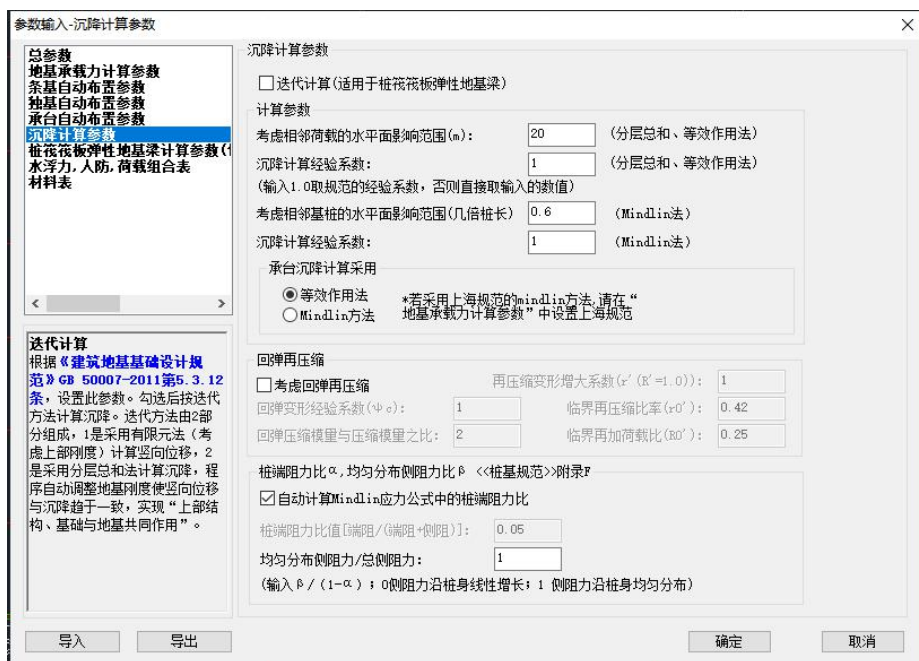 参数输入-沉降计算参数
总参数
地基承载力计算参数
条基自动布置参数
独基自动布置参数
承台自动布置参数
沉降计算参数
桩筏筏板弹性地基梁计算参数(
水浮力,人防,荷载组合表
材料表
迭代计算
根据《建筑地基基础设计规
范》GB 50007-2011第5.3.12
条，设置此参数。勾选后按迭代
方法计算沉降。迭代方法由2部
分组成，1是采用有限元法（考
虑上部刚度）计算竖向位移，2
是采用分层总和法计算沉降，程
序自动调整地基刚度使竖向位移
与沉降趋于一致，实现“上部结
构、基础与地基共同作用”。
导入
导出
沉降计算参数
迭代计算(适用于桩筏筏板弹性地基梁)
计算参数
考虑相邻荷载的水平面影响范围(m): 20 (分层总和、等效作用法)
沉降计算经验系数: 1 (分层总和、等效作用法)
(输入1.0取规范的经验系数，否则直接取输入的数值)
考虑相邻基桩的水平面影响范围(几倍桩长) 0.6 (Mindlin法)
沉降计算经验系数: 1 (Mindlin法)
承台沉降计算采用
等效作用法
Mindlin方法
*若采用上海规范的mindlin方法,请在“
地基承载力计算参数”中设置上海规范
回弹再压缩
考虑回弹再压缩 再压缩变形增大系数(r'(R'=1.0)): 1
回弹变形经验系数(Ψc): 1 临界再压缩比率(r0'): 0.42
回弹压缩模量与压缩模量之比: 2 临界再加荷载比(R0'): 0.25
桩端阻力比α,均匀分布侧阻力比β <<桩基规范>>附录F
自动计算Mindlin应力公式中的桩端阻力比
桩端阻力比值[端阻/(端阻+侧阻)]: 0.05
均匀分布侧阻力/总侧阻力: 1
(输入β/(1-α)；0侧阻力沿桩身线性增长；1 侧阻力沿桩身均匀分布)
确定
取消